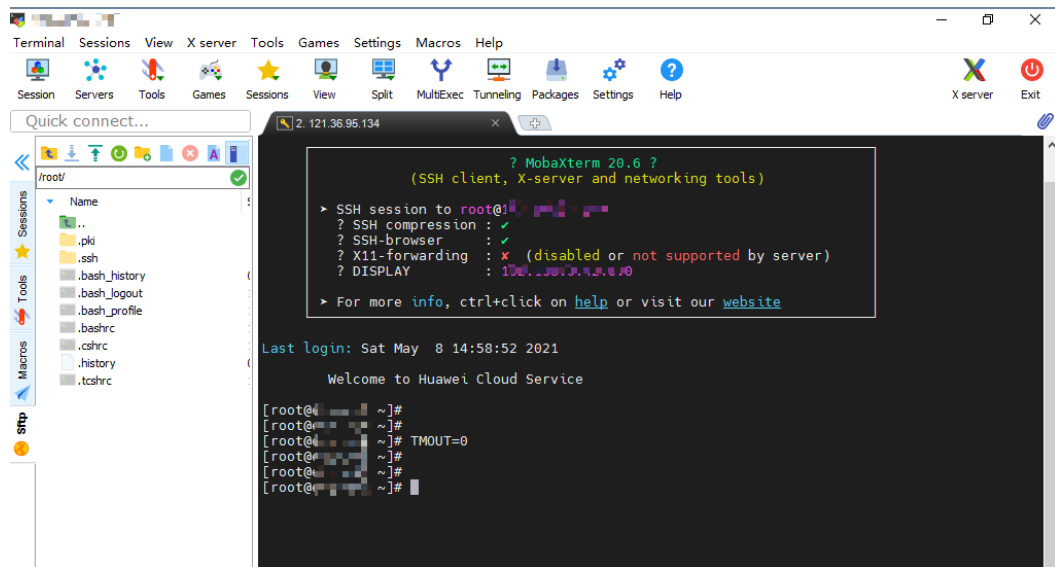 Terminal Sessions View X server Tools Games Settings Macros Help
Session Servers Tools Games Sessions View Split MultiExec Tunneling Packages Settings Help X server Exit
Quick connect...
2. 121.36.95.134
/root/
Name
..
.pki
.ssh
.bash_history
.bash_logout
.bash_profile
.bashrc
.cshrc
.history
.tcshrc
Sessions
Tools
Macros
Sftp
? MobaXterm 20.6 ?
(SSH client, X-server and networking tools)
➤ SSH session to root@1
? SSH compression : ✔
? SSH-browser : ✔
? X11-forwarding : ✘ (disabled or not supported by server)
? DISPLAY :
➤ For more info, ctrl+click on help or visit our website
Last login: Sat May 8 14:58:52 2021
Welcome to Huawei Cloud Service
[root@ ~]#
[root@ ~]#
[root@ ~]# TMOUT=0
[root@ ~]#
[root@ ~]#
[root@ ~]#